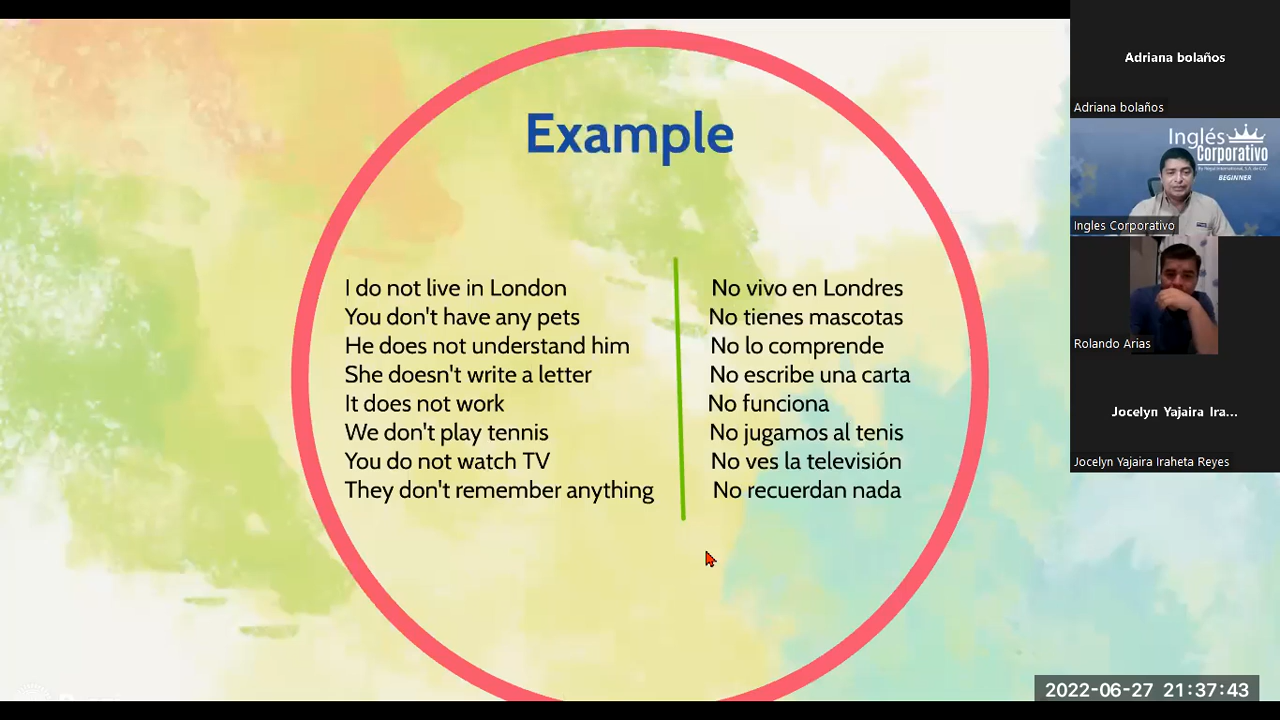 Example
I do not live in London
You don't have any pets
He does not understand him
She doesn't write a letter
It does not work
We don't play tennis
You do not watch TV
They don't remember anything
No vivo en Londres
No tienes mascotas
No lo comprende
No escribe una carta
No funciona
No jugamos al tenis
No ves la televisión
No recuerdan nada
Adriana bolaños
Adriana bolaños
Inglés
Corporativo
BEGINNER
Ingles Corporativo
Rolando Arias
Jocelyn Yajaira Ira...
Jocelyn Yajaira Iraheta Reyes
2022-06-27 21:37:43